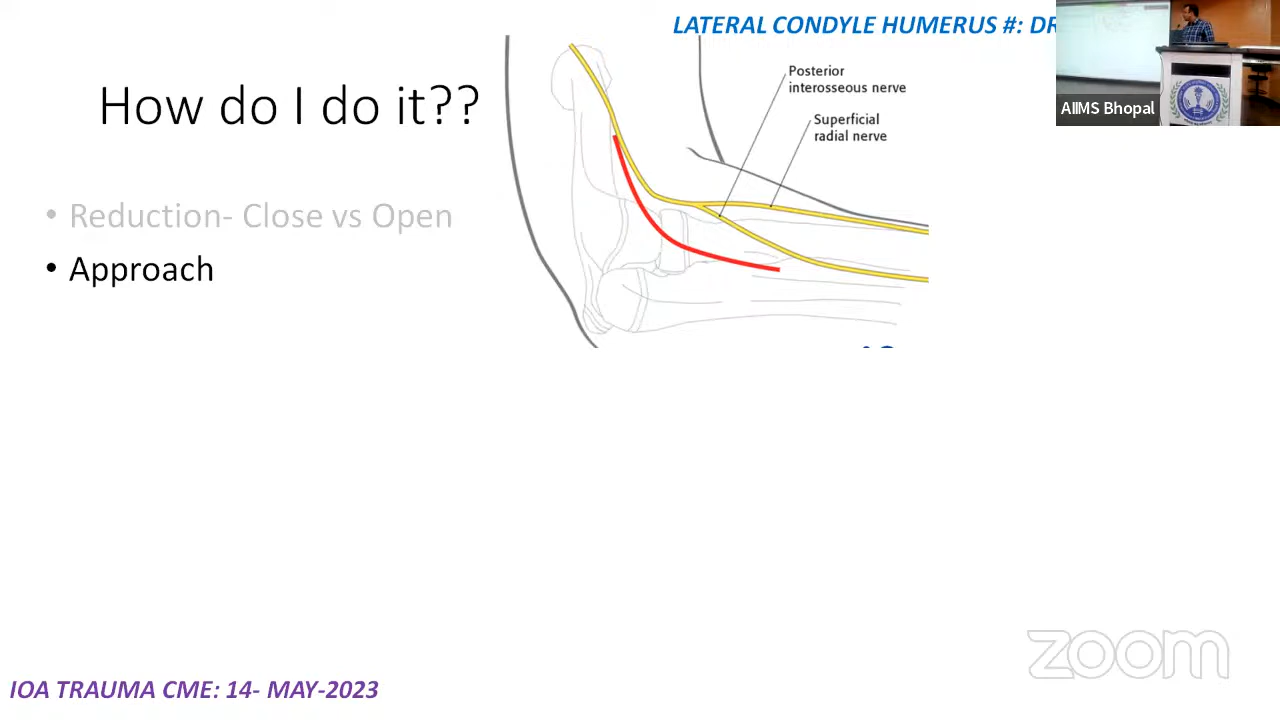 LATERAL CONDYLE HUMERUS #: DR
How do I do it??
Posterior
interosseous nerve
Superficial
radial nerve
AIIMS Bhopal
• Reduction- Close vs Open
• Approach
zoom
IOA TRAUMA CME: 14- MAY-2023